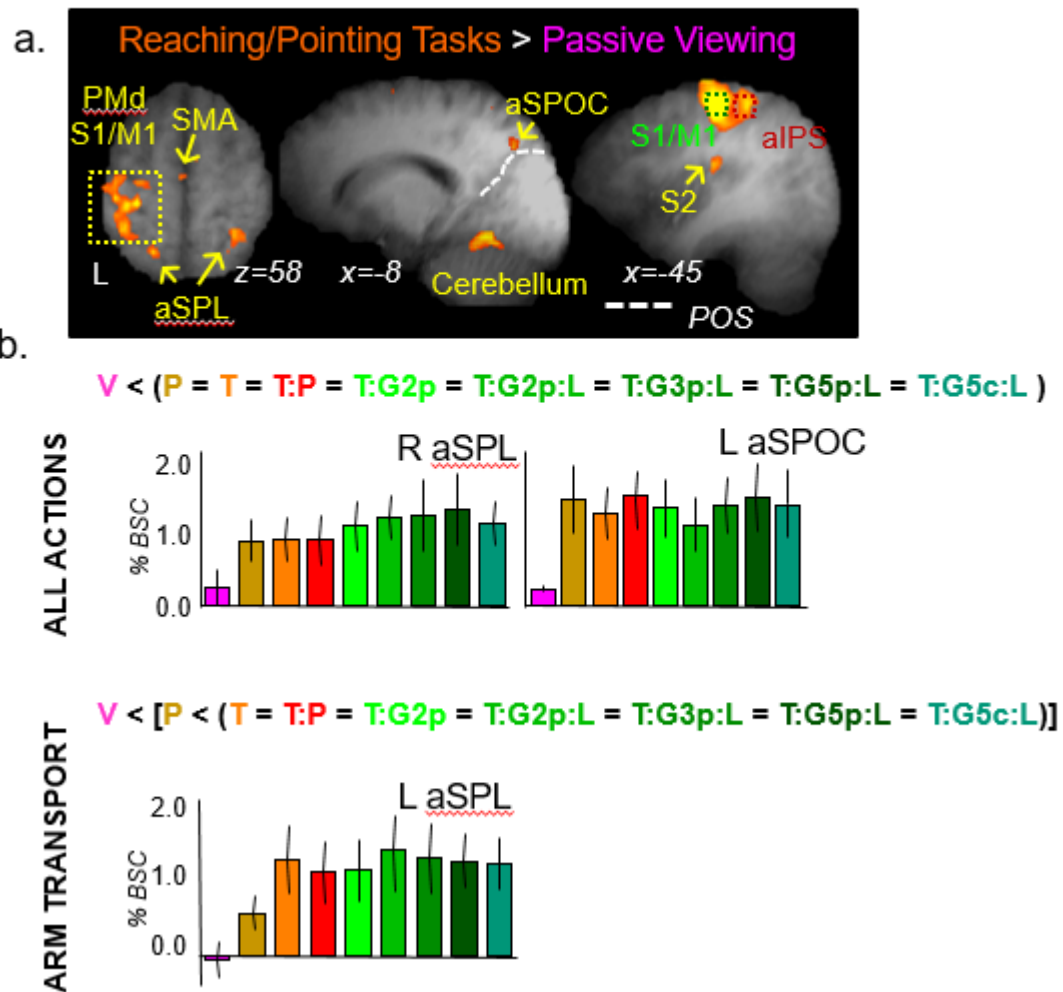 a.
Reaching/Pointing Tasks > Passive Viewing
PMd
S1/M1
SMA
aSPOC
S1/M1
aIPS
S2
L
z=58
x=-8
Cerebellum
x=-45
aSPL
POS
b.
V < (P = T = T:P = T:G2p = T:G2p:L = T:G3p:L = T:G5p:L = T:G5c:L )
ALL ACTIONS
R aSPL
L aSPOC
% BSC
2.0
1.0
0.0
V < [P < (T = T:P = T:G2p = T:G2p:L = T:G3p:L = T:G5p:L = T:G5c:L)]
ARM TRANSPORT
L aSPL
% BSC
2.0
1.0
0.0